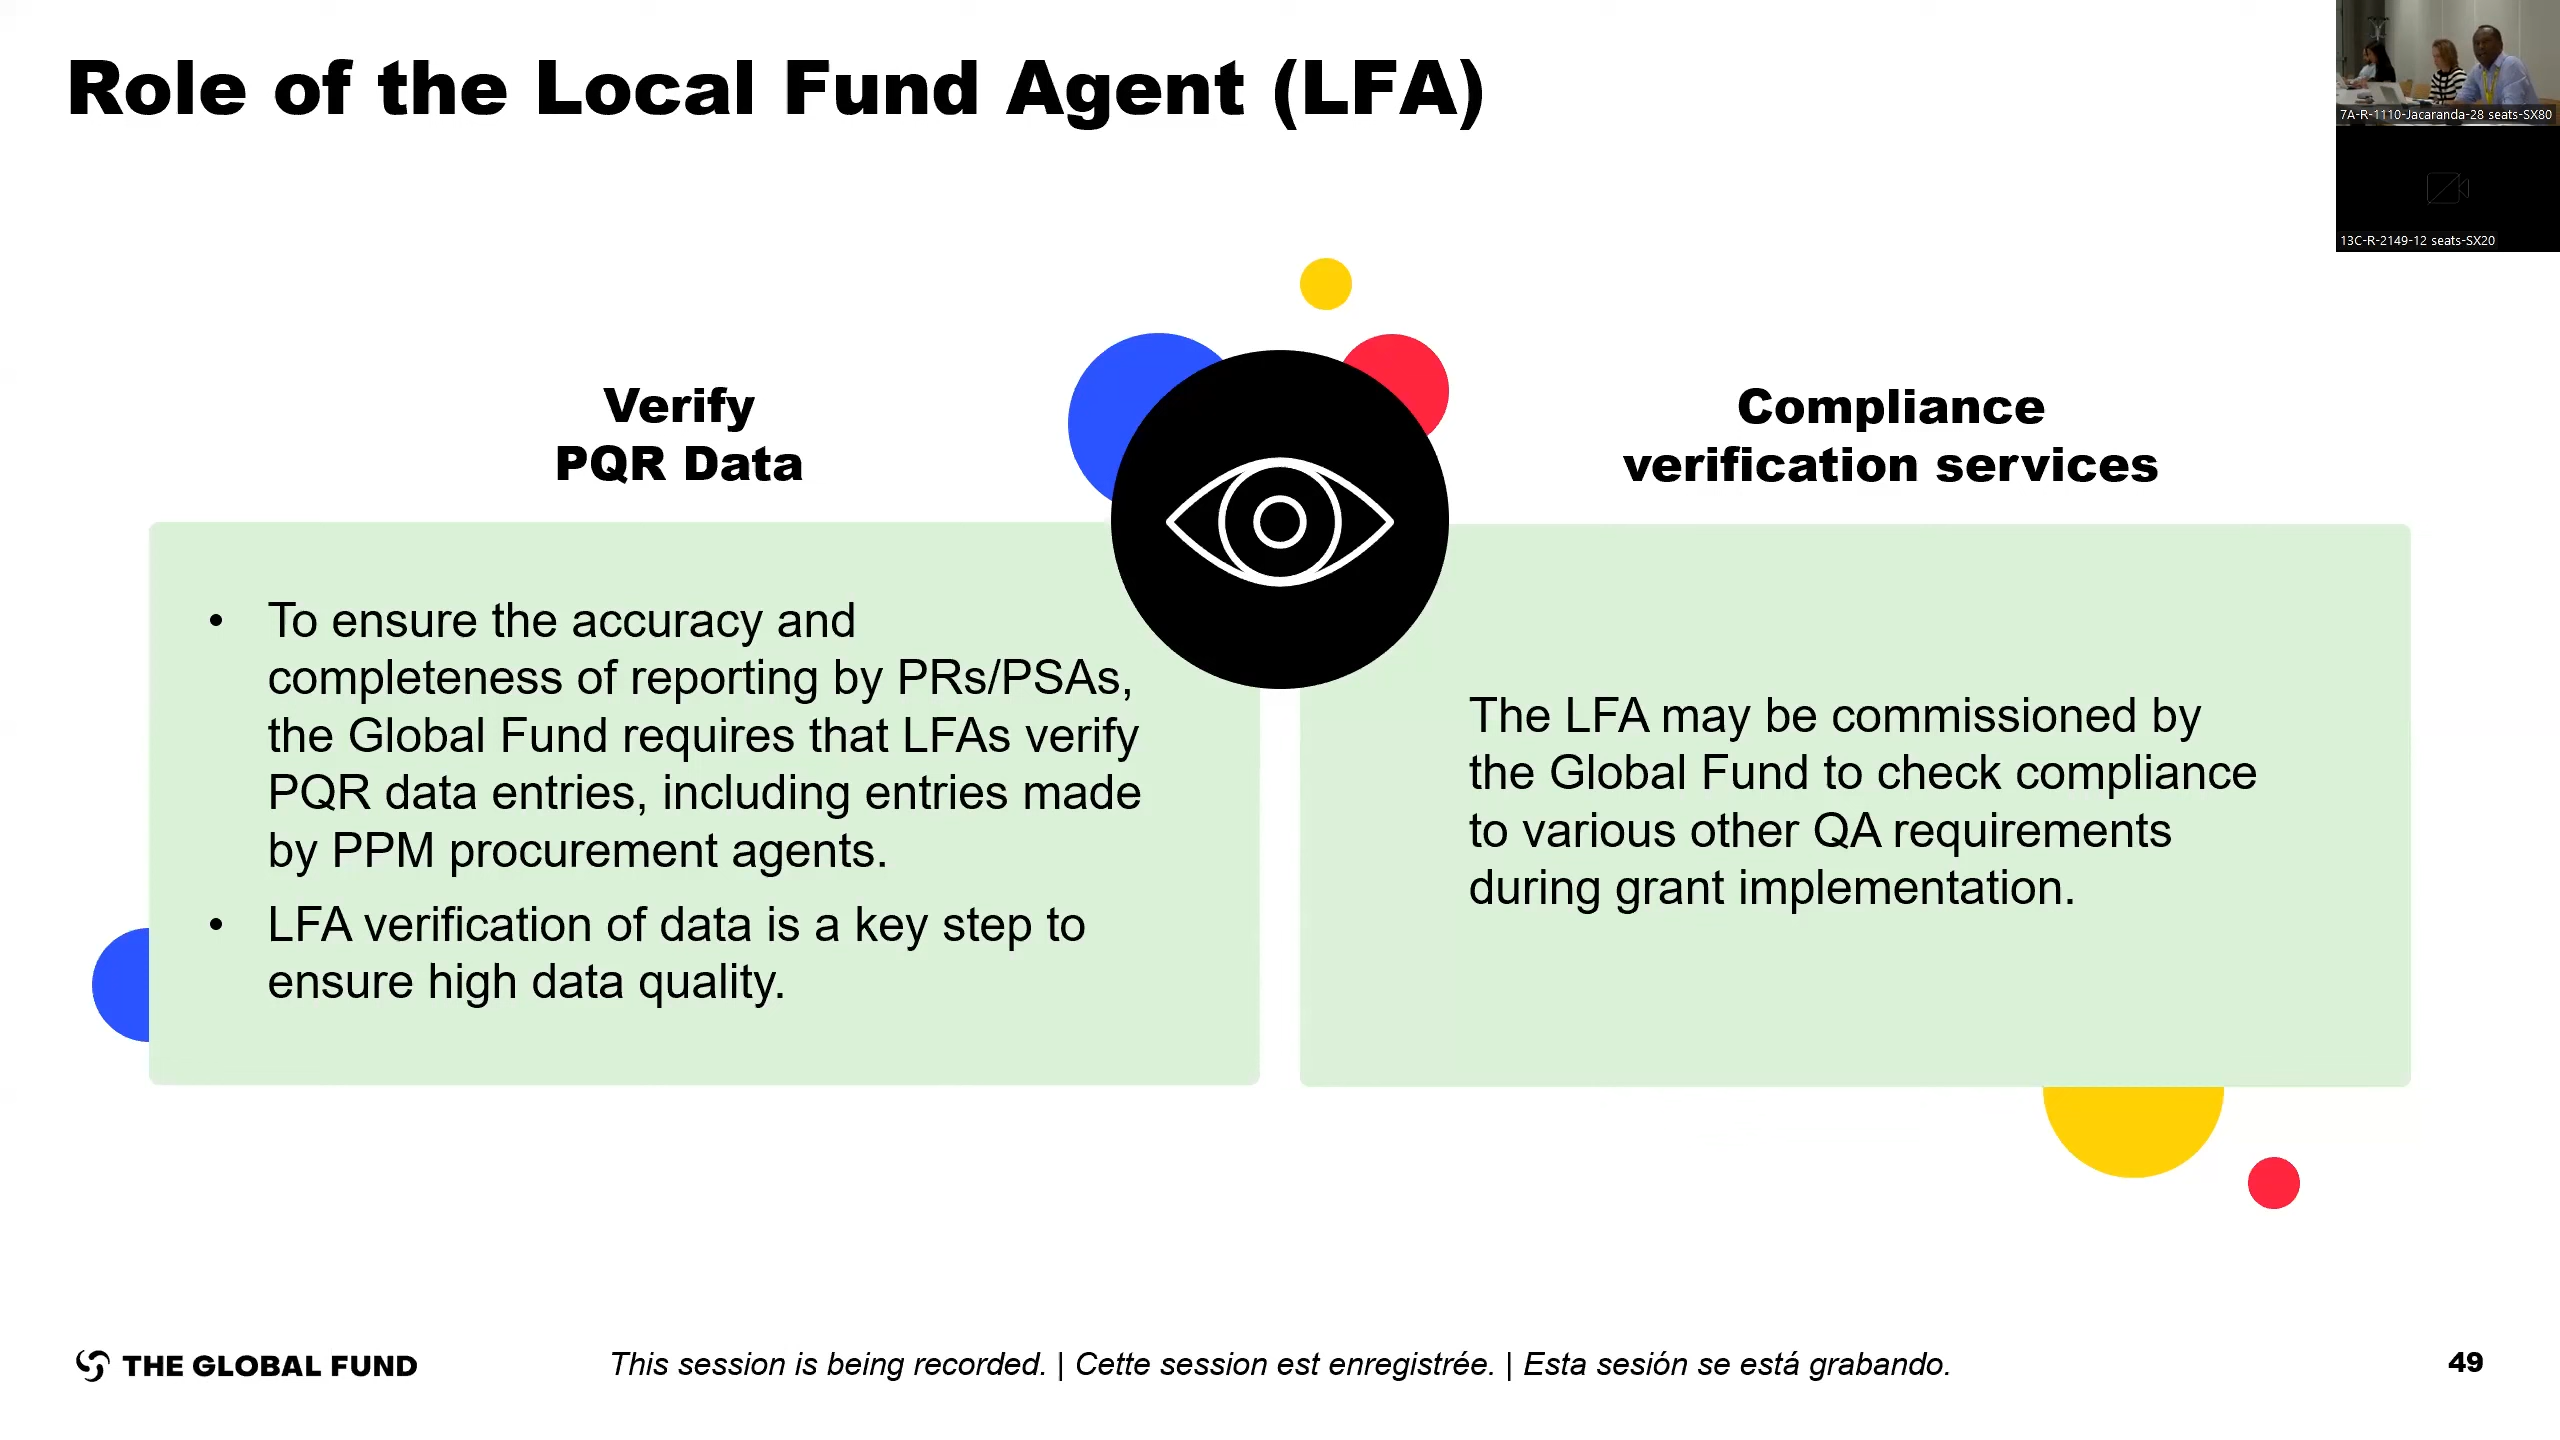 Role of the Local Fund Agent (LFA)
7A-R-1110-Jacaranda-28 seats-SX80
13C-R-2149-12 seats-SX20
Verify
PQR Data
• To ensure the accuracy and
completeness of reporting by PRs/PSAs,
the Global Fund requires that LFAs verify
PQR data entries, including entries made
by PPM procurement agents.
• LFA verification of data is a key step to
ensure high data quality.
Compliance
verification services
The LFA may be commissioned by
the Global Fund to check compliance
to various other QA requirements
during grant implementation.
THE GLOBAL FUND
This session is being recorded. | Cette session est enregistrée. | Esta sesión se está grabando.
49